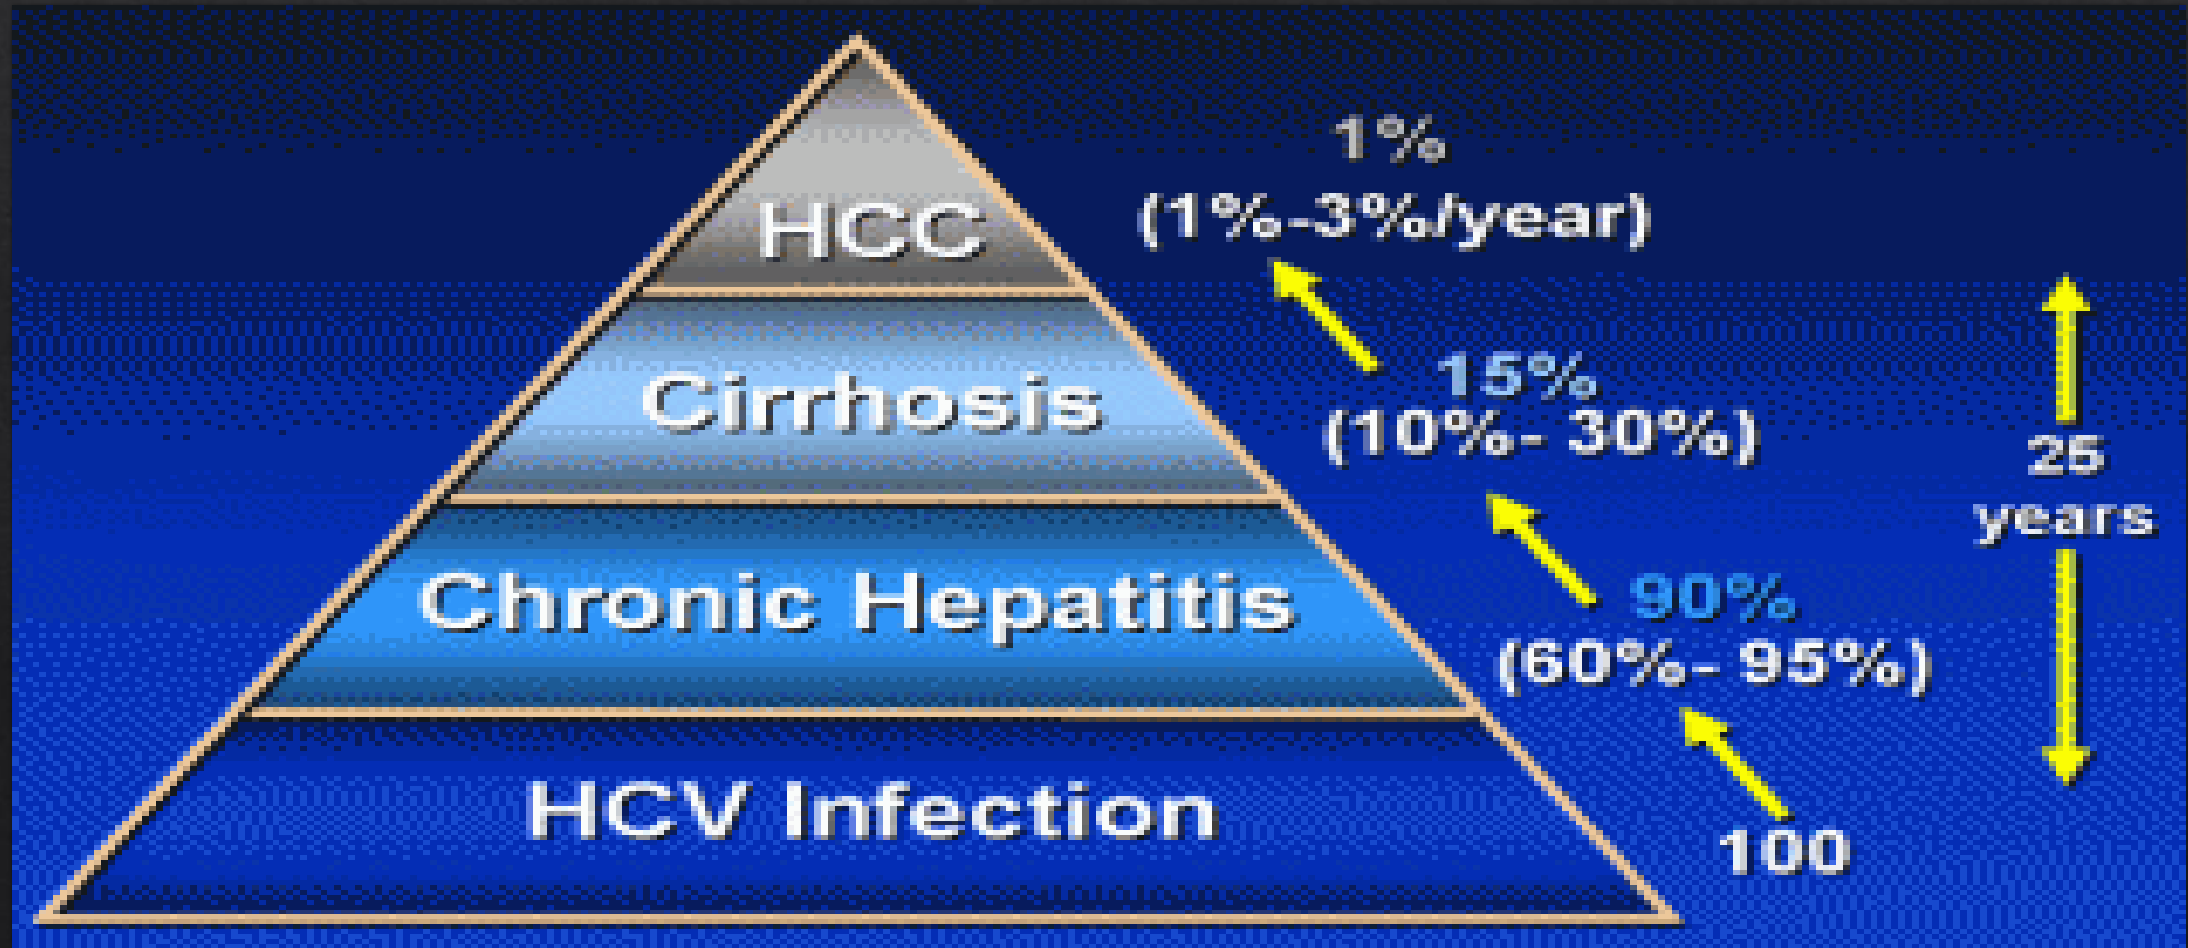 1%
(1%-3%/year)
HCC
15%
(10%- 30%)
Cirrhosis
25
years
90%
(60%- 95%)
Chronic Hepatitis
HCV Infection
100